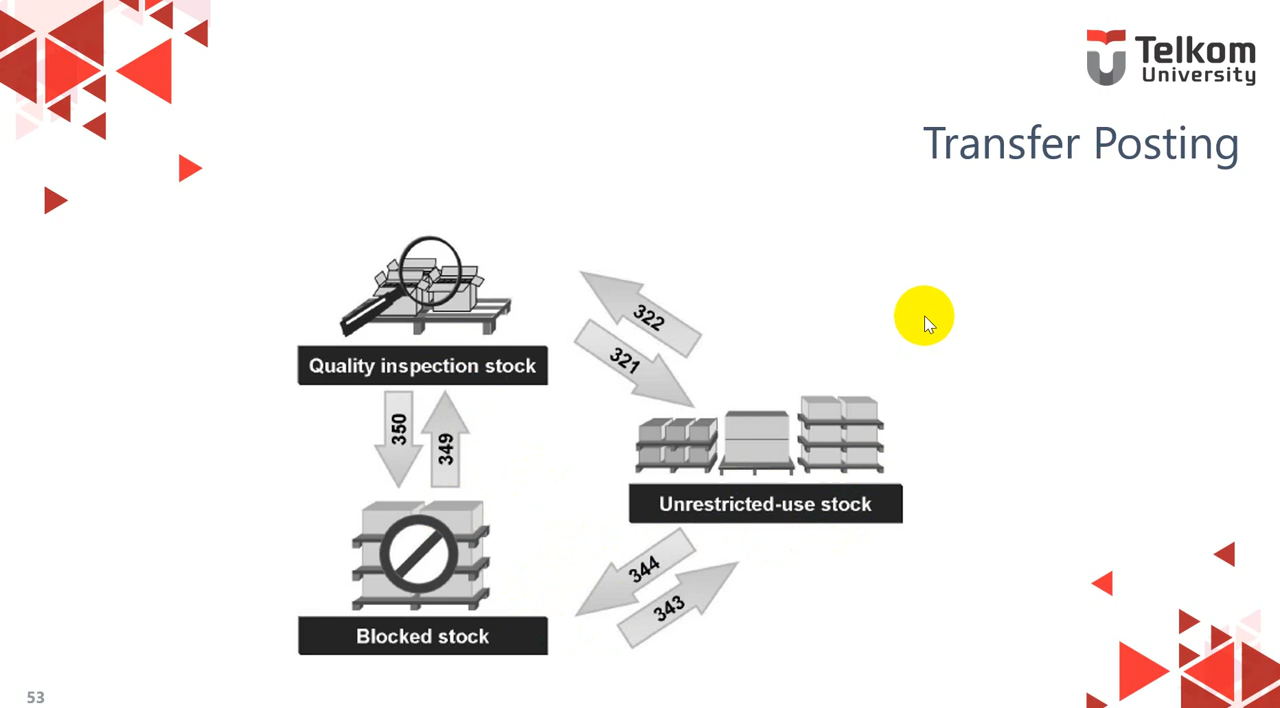 Telkom
University
Transfer Posting
322
321
Quality inspection stock
350
349
Unrestricted-use stock
344
343
Blocked stock
53